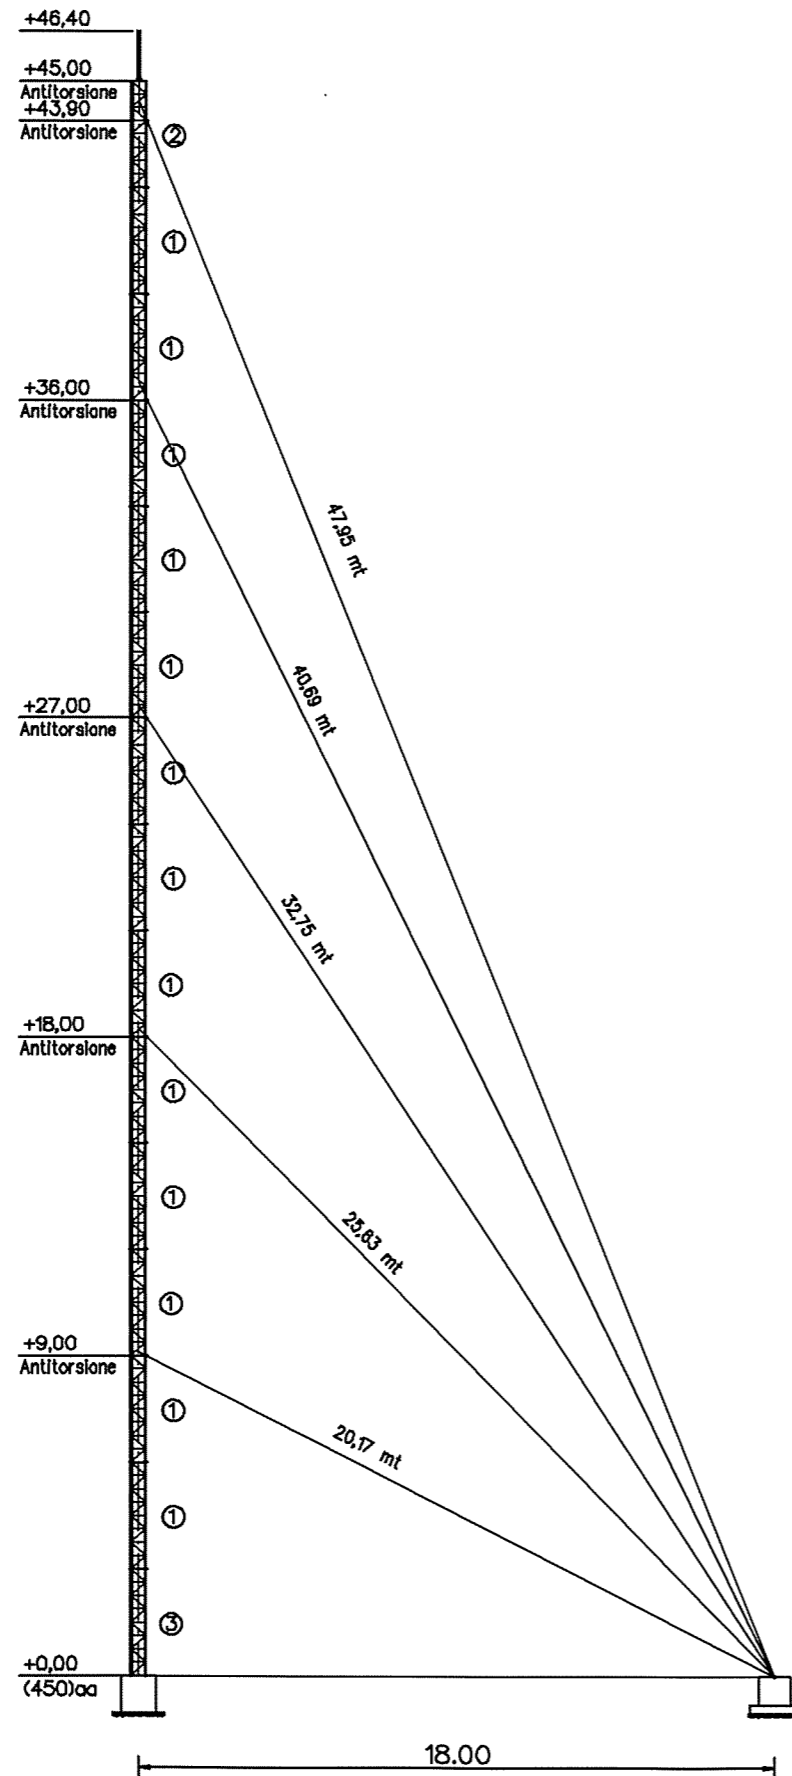 +46,40
+45,00
Antitorsione
+43,90
Antitorsione
2
1
1
+36,00
Antitorsione
1
47,95 mt
1
1
40,69 mt
+27,00
Antitorsione
1
1
32,75 mt
1
+18,00
Antitorsione
1
1
25,63 mt
1
+9,00
Antitorsione
1
20,17 mt
1
3
+0,00
(450)aa
18.00